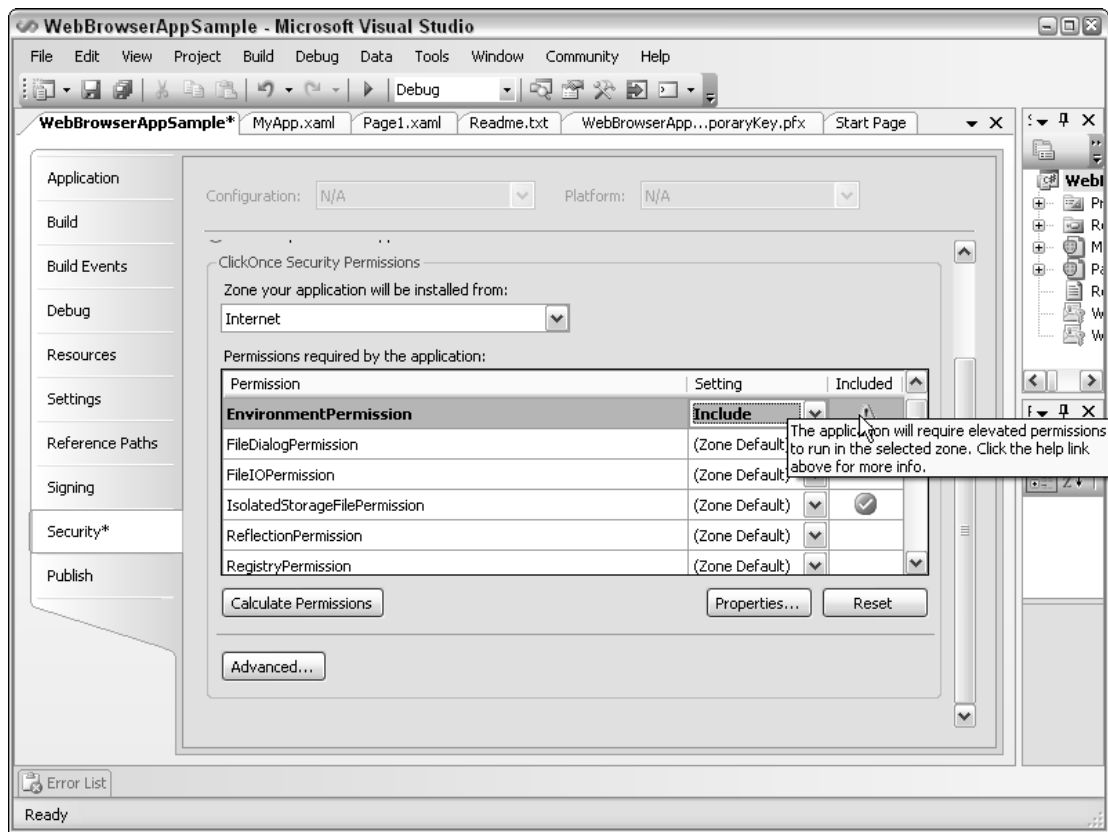 WebBrowserAppSample - Microsoft Visual Studio
File Edit View Project Build Debug Data Tools Window Community Help
Debug
WebBrowserAppSample* MyApp.xaml Page1.xaml Readme.txt WebBrowserApp...poraryKey.pfx Start Page
Application
Build
Build Events
Debug
Resources
Settings
Reference Paths
Signing
Security*
Publish
Configuration: N/A Platform: N/A
ClickOnce Security Permissions
Zone your application will be installed from:
Internet
Permissions required by the application:
Permission Setting Included
EnvironmentPermission Include
FileDialogPermission (Zone Default)
FileIOPermission (Zone Default)
IsolatedStorageFilePermission (Zone Default)
ReflectionPermission (Zone Default)
RegistryPermission (Zone Default)
The application will require elevated permissions
to run in the selected zone. Click the help link
above for more info.
Calculate Permissions Properties... Reset
Advanced...
Error List
Ready